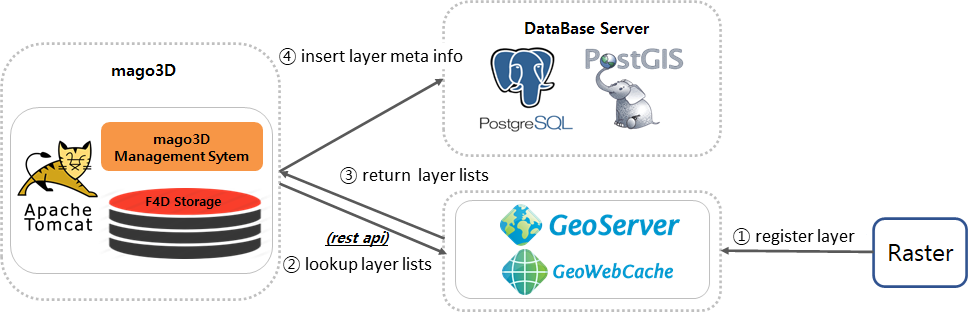 mago3D
Apache
Tomcat
mago3D
Management Sytem
F4D Storage
④ insert layer meta info
③ return layer lists
(rest api)
② lookup layer lists
DataBase Server
PostgreSQL
PostGIS
GeoServer
GeoWebCache
① register layer
Raster